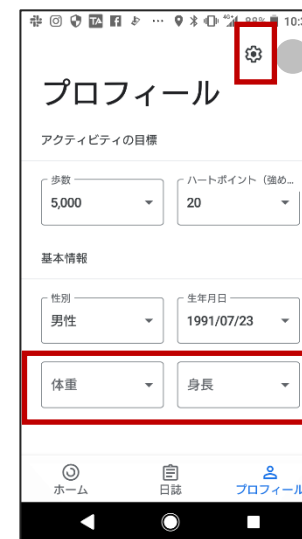 88% 10:3
プロフィール
アクティビティの目標
歩数 ハートポイント（強め...
5,000 20
基本情報
性別 生年月日
男性 1991/07/23
体重 身長
ホーム 日誌 プロフィール